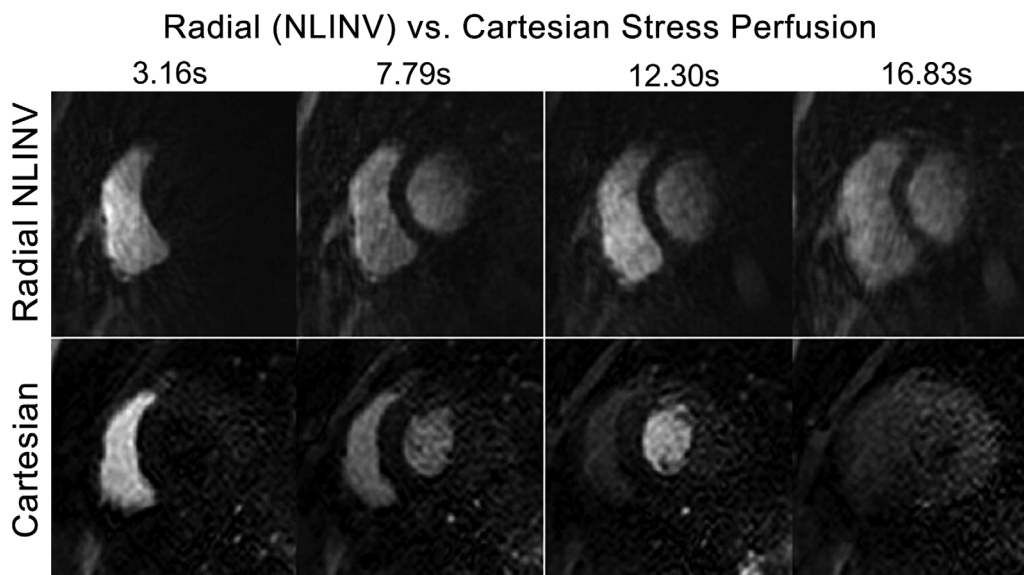 Radial (NLINV) vs. Cartesian Stress Perfusion
3.16s 7.79s 12.30s 16.83s
Radial NLINV
Cartesian